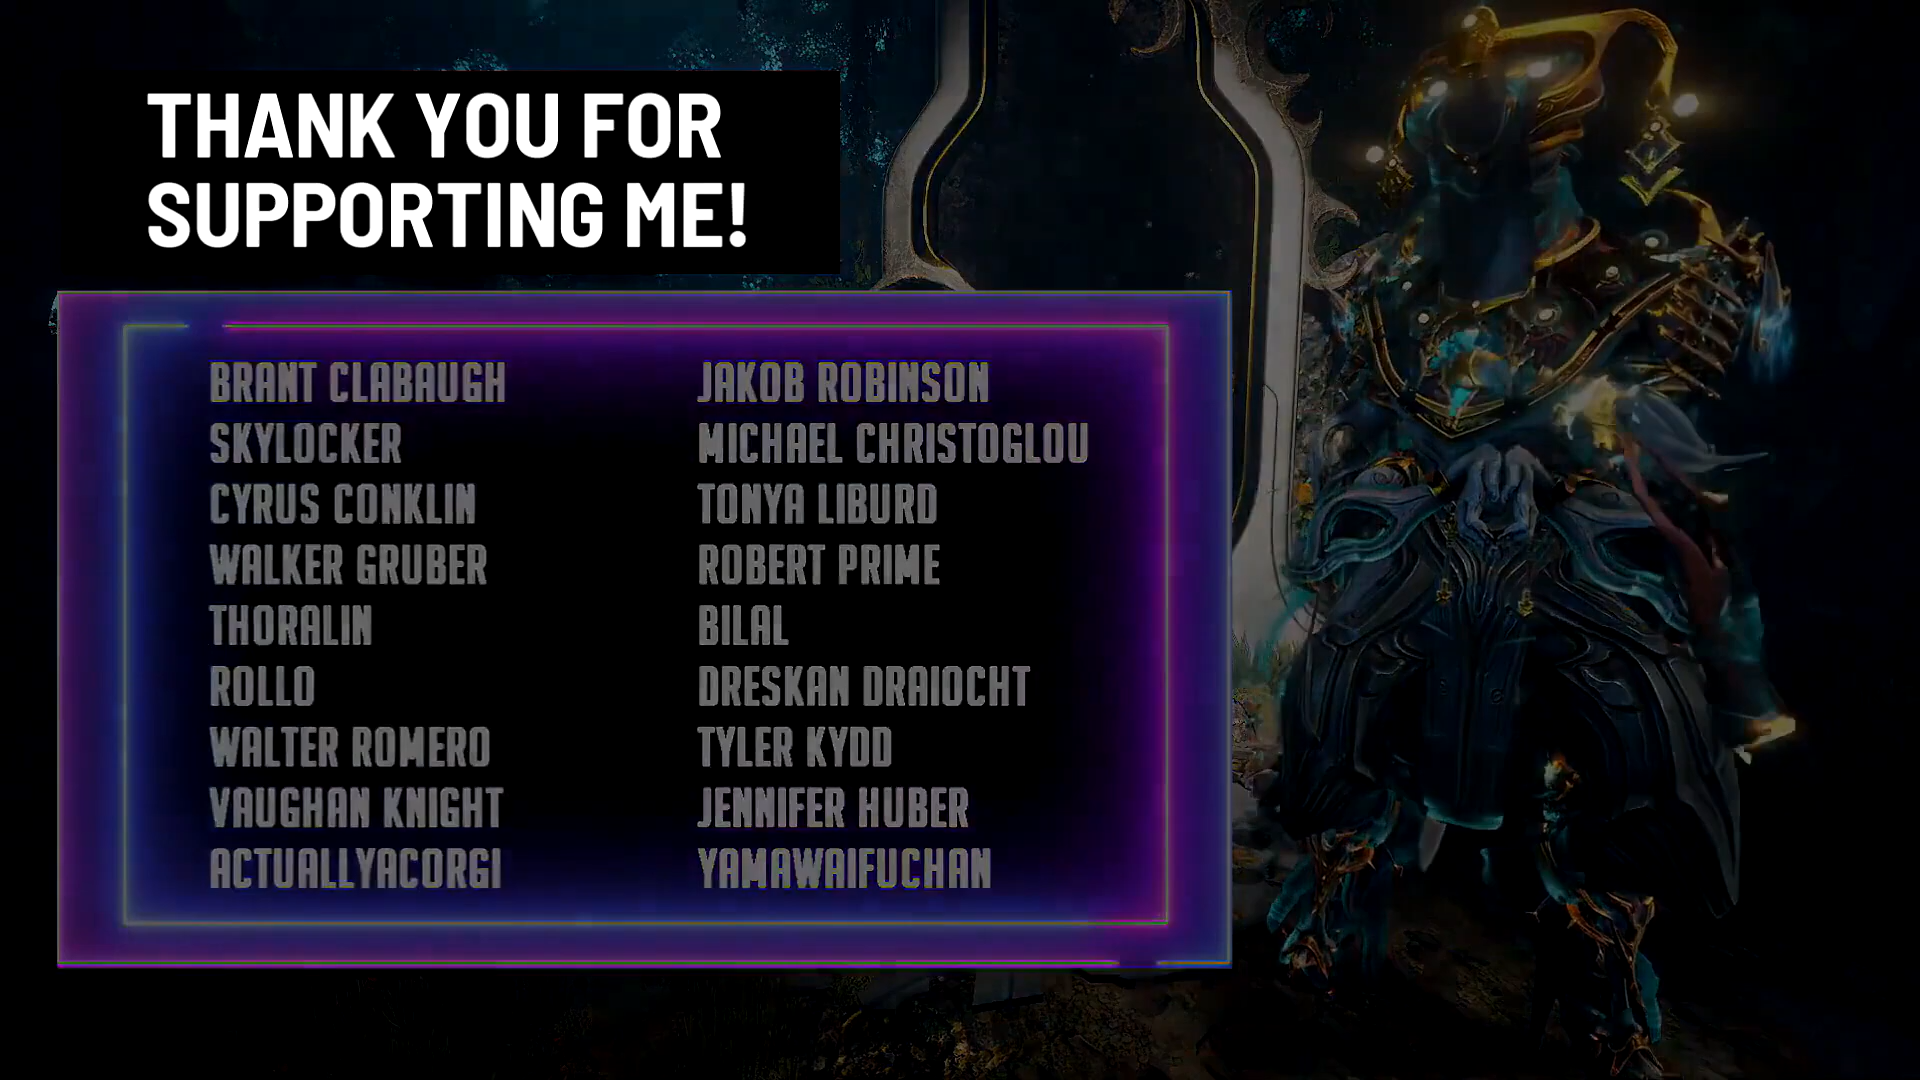 THANK YOU FOR
SUPPORTING ME!
BRANT CLABAUGH
SKYLOCKER
CYRUS CONKLIN
WALKER GRUBER
THORALIN
ROLLO
WALTER ROMERO
VAUGHAN KNIGHT
ACTUALLYACORGI
JAKOB ROBINSON
MICHAEL CHRISTOGLOU
TONYA LIBURD
ROBERT PRIME
BILAL
DRESKAN DRAIOCHT
TYLER KYDD
JENNIFER HUBER
YAMAWAIFUCHAN